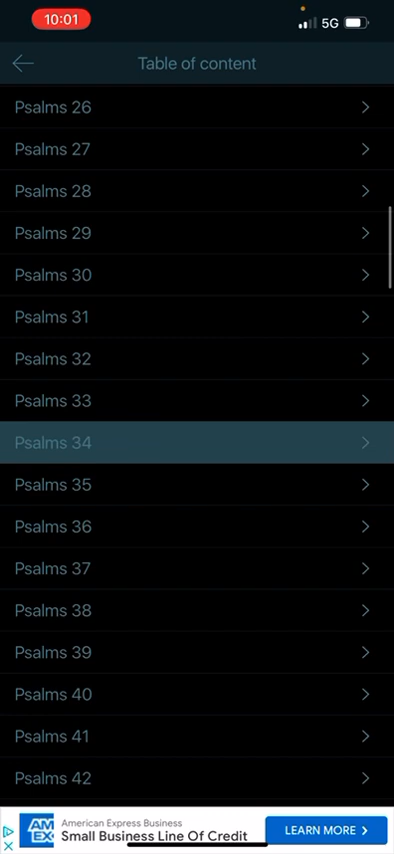 10:01
5G
Table of content
Psalms 26
Psalms 27
Psalms 28
Psalms 29
Psalms 30
Psalms 31
Psalms 32
Psalms 33
Psalms 34
Psalms 35
Psalms 36
Psalms 37
Psalms 38
Psalms 39
Psalms 40
Psalms 41
Psalms 42
AM
EX
American Express Business
Small Business Line Of Credit
LEARN MORE